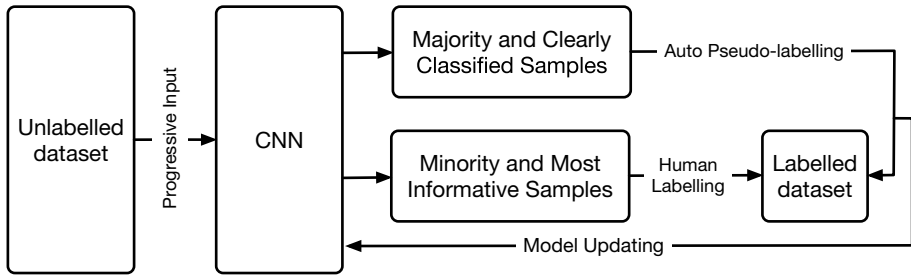 Unlabelled
dataset
Progressive Input
CNN
Majority and Clearly
Classified Samples
Auto Pseudo-labelling
Minority and Most
Informative Samples
Human
Labelling
Labelled
dataset
Model Updating